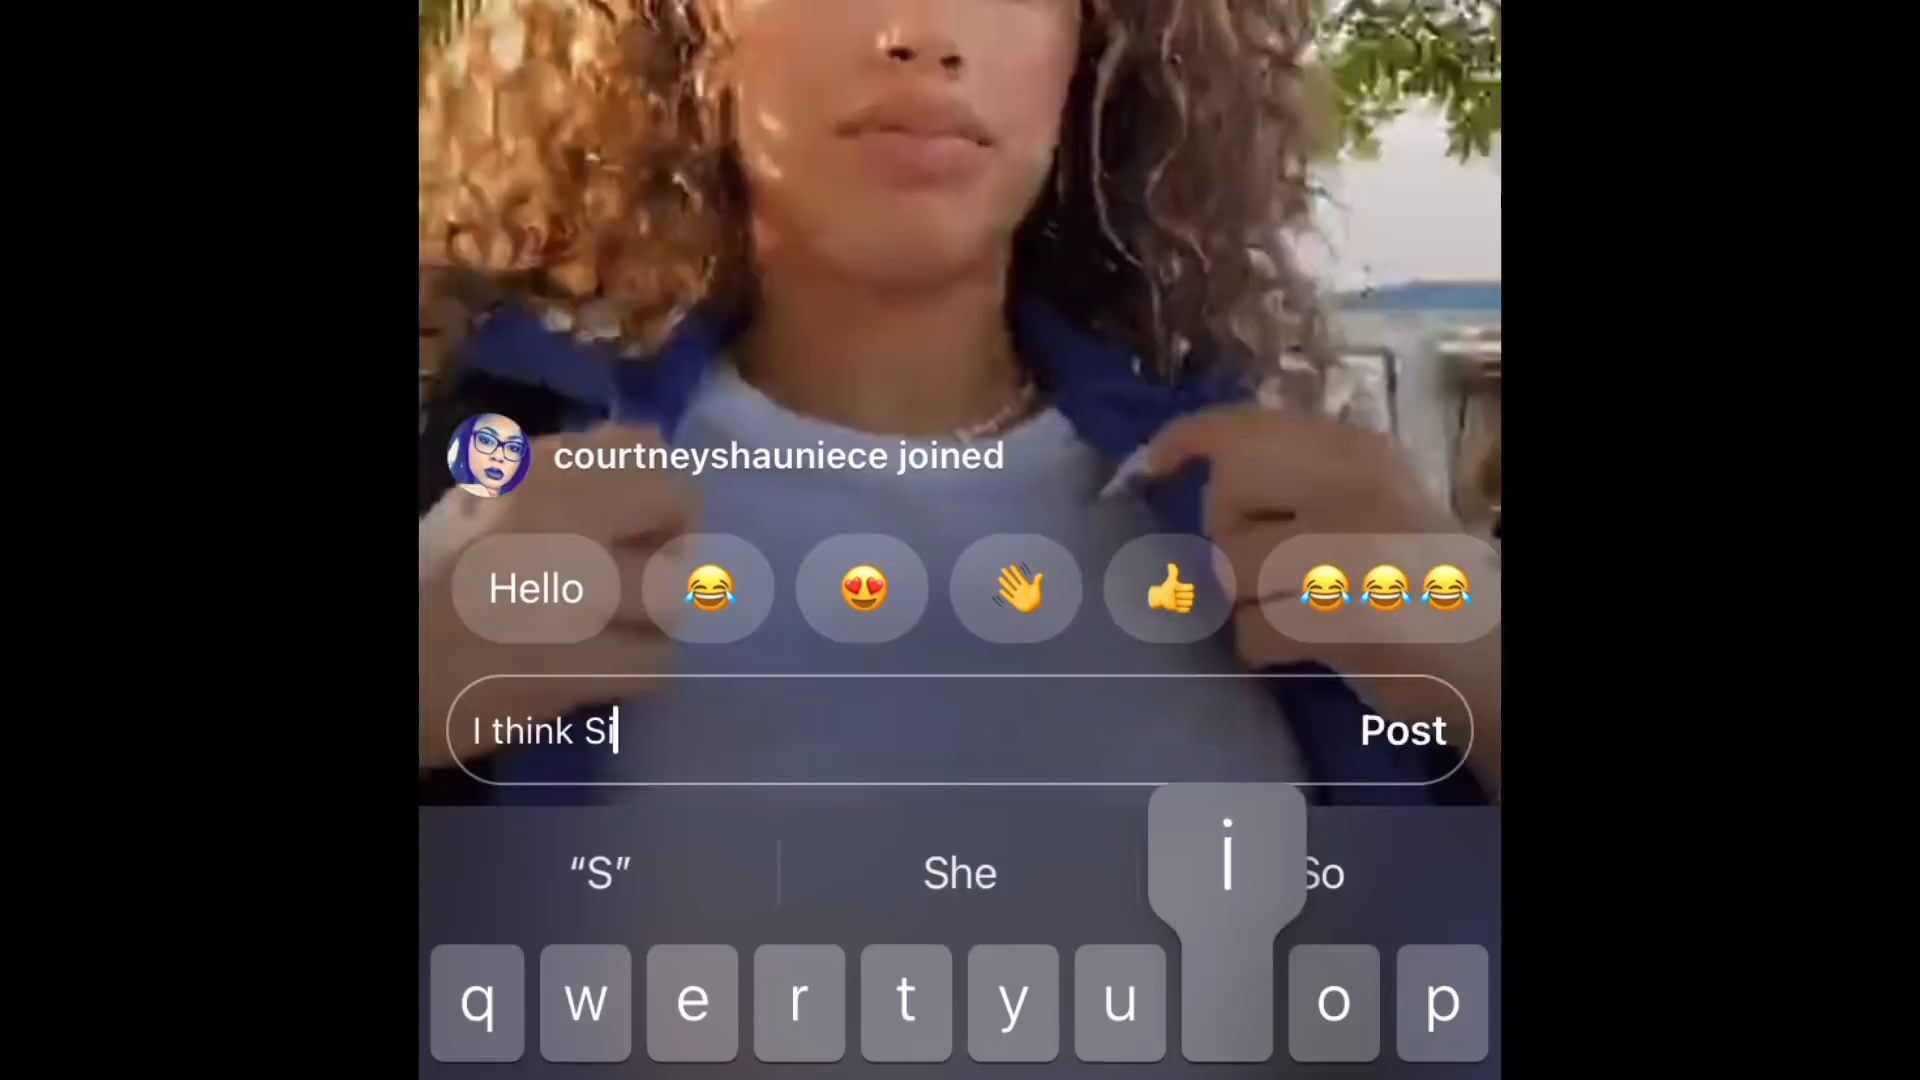 courtneyshauniece joined
Hello 😂 😍 👋 👍 😂😂😂
I think Si Post
“S” She So
i
q w e r t y u o p